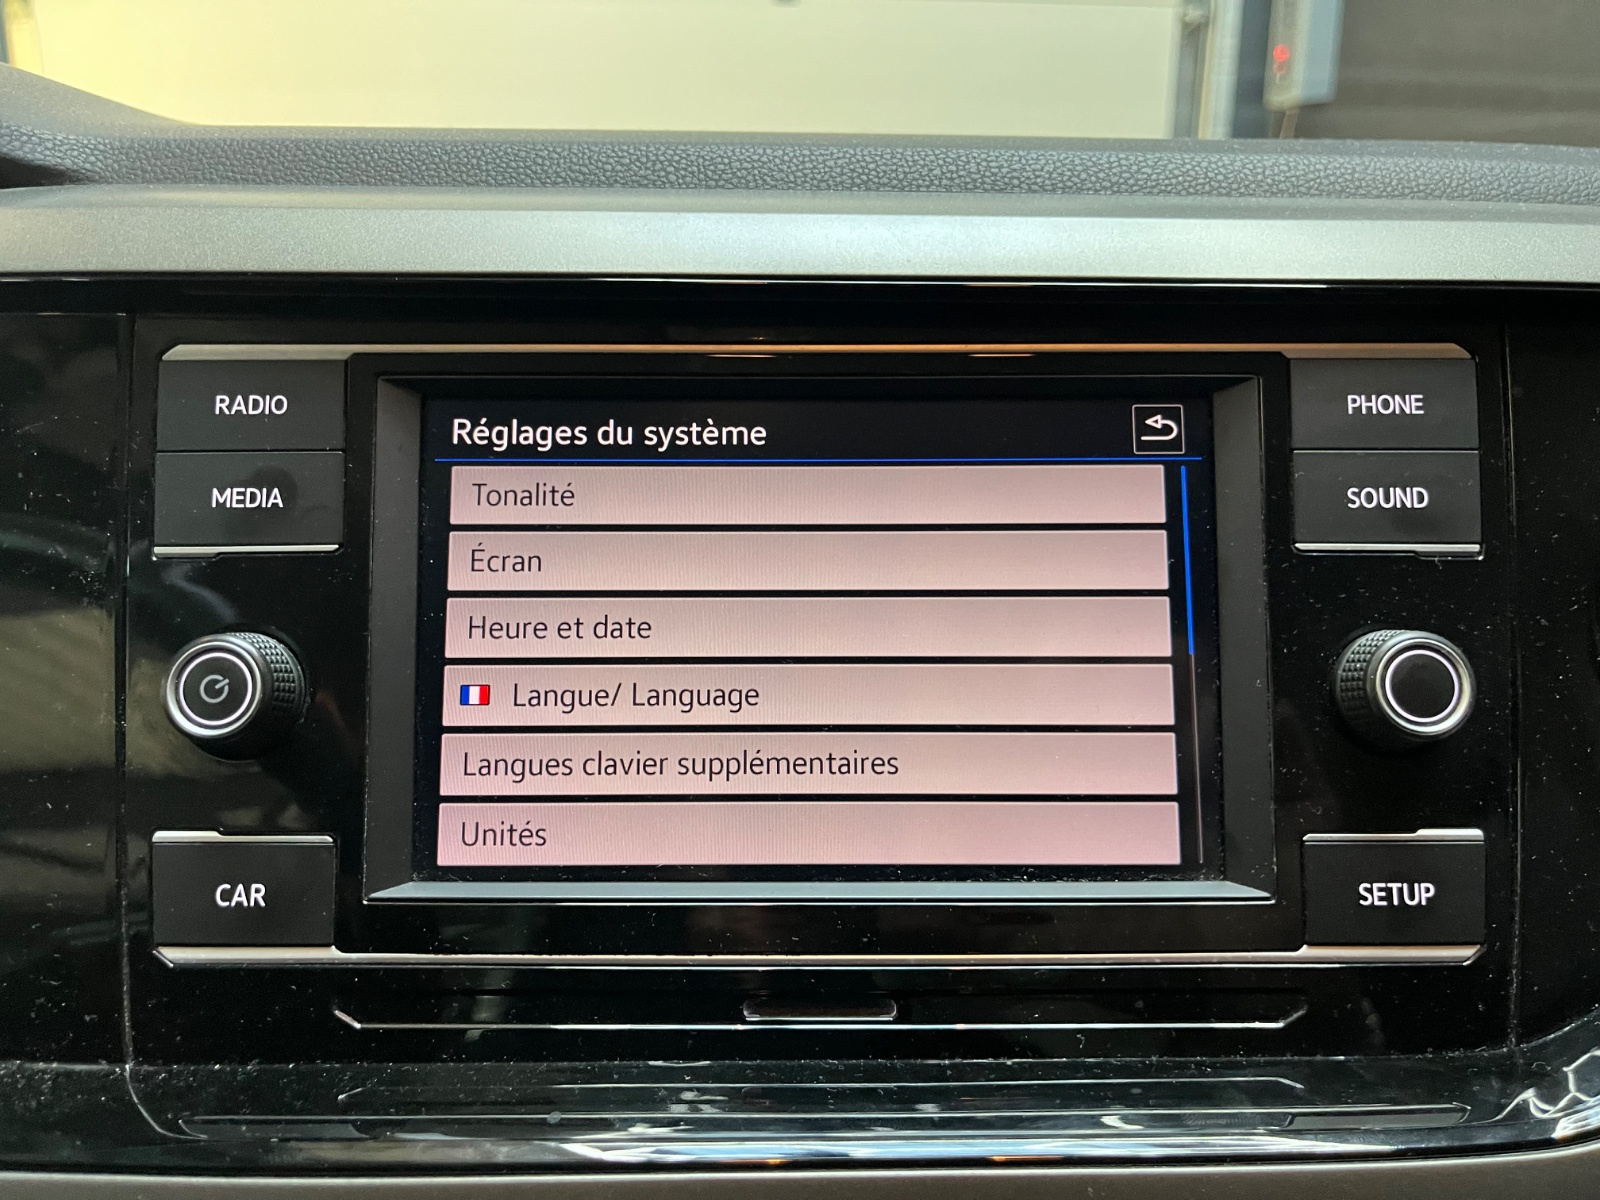 RADIO
MEDIA
CAR
Réglages du système
Tonalité
Écran
Heure et date
Langue/ Language
Langues clavier supplémentaires
Unités
PHONE
SOUND
SETUP